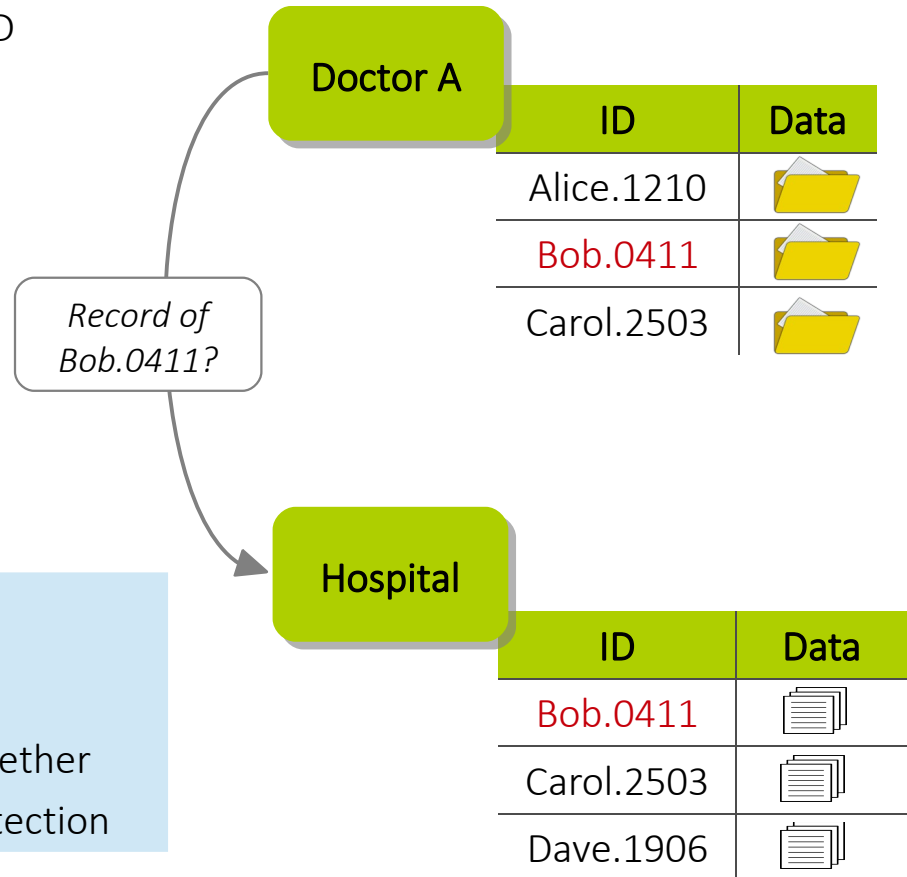 D
Doctor A
ID Data
Alice.1210
Bob.0411
Carol.2503
Record of
Bob.0411?
Hospital
ID Data
Bob.0411
Carol.2503
Dave.1906
ether
tection